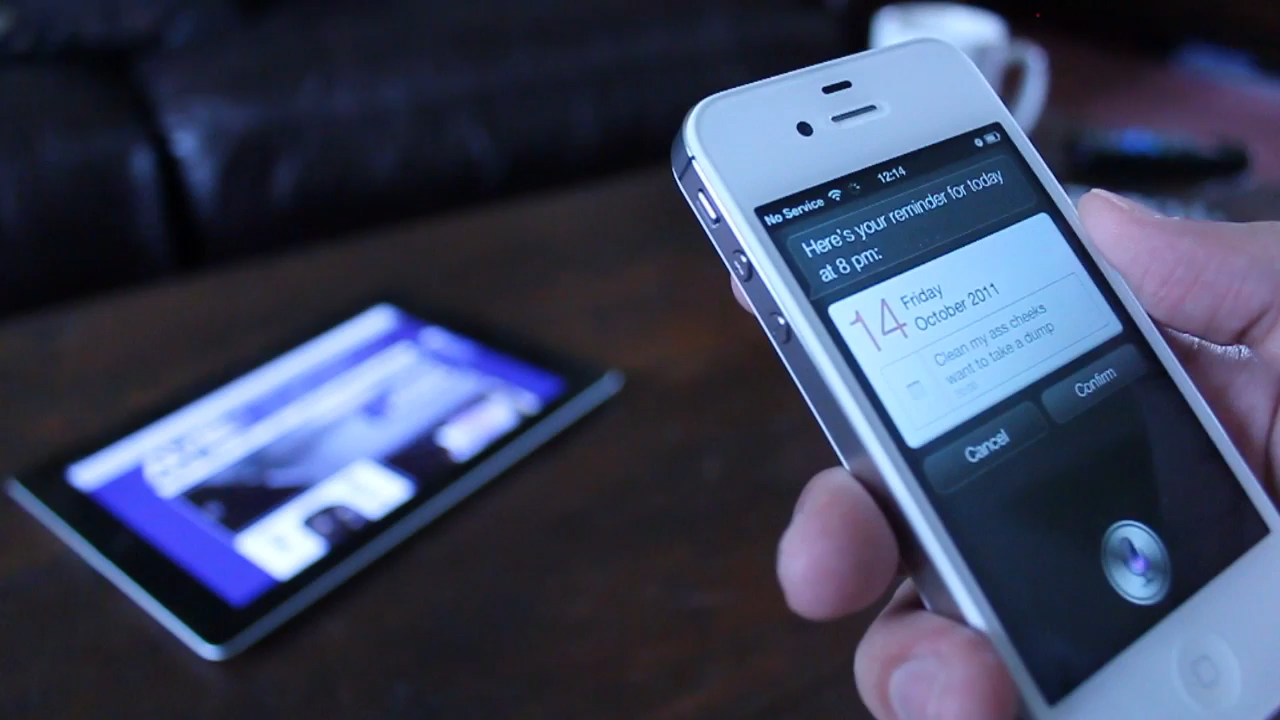 No Service 12:14
Here's your reminder for today
at 8 pm:
14 Friday
October 2011
Clean my ass cheeks
want to take a dump
Cancel Confirm